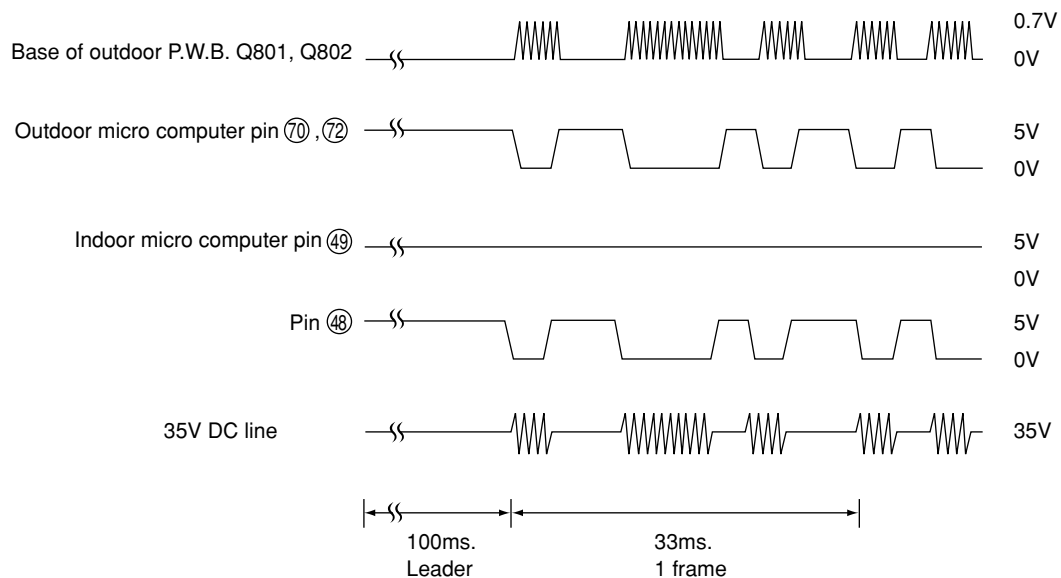 Base of outdoor P.W.B. Q801, Q802
0.7V
0V
Outdoor micro computer pin ⑦⓪ , ⑦②
5V
0V
Indoor micro computer pin ㊾
5V
0V
Pin ㊽
5V
0V
35V DC line
35V
100ms.
Leader
33ms.
1 frame